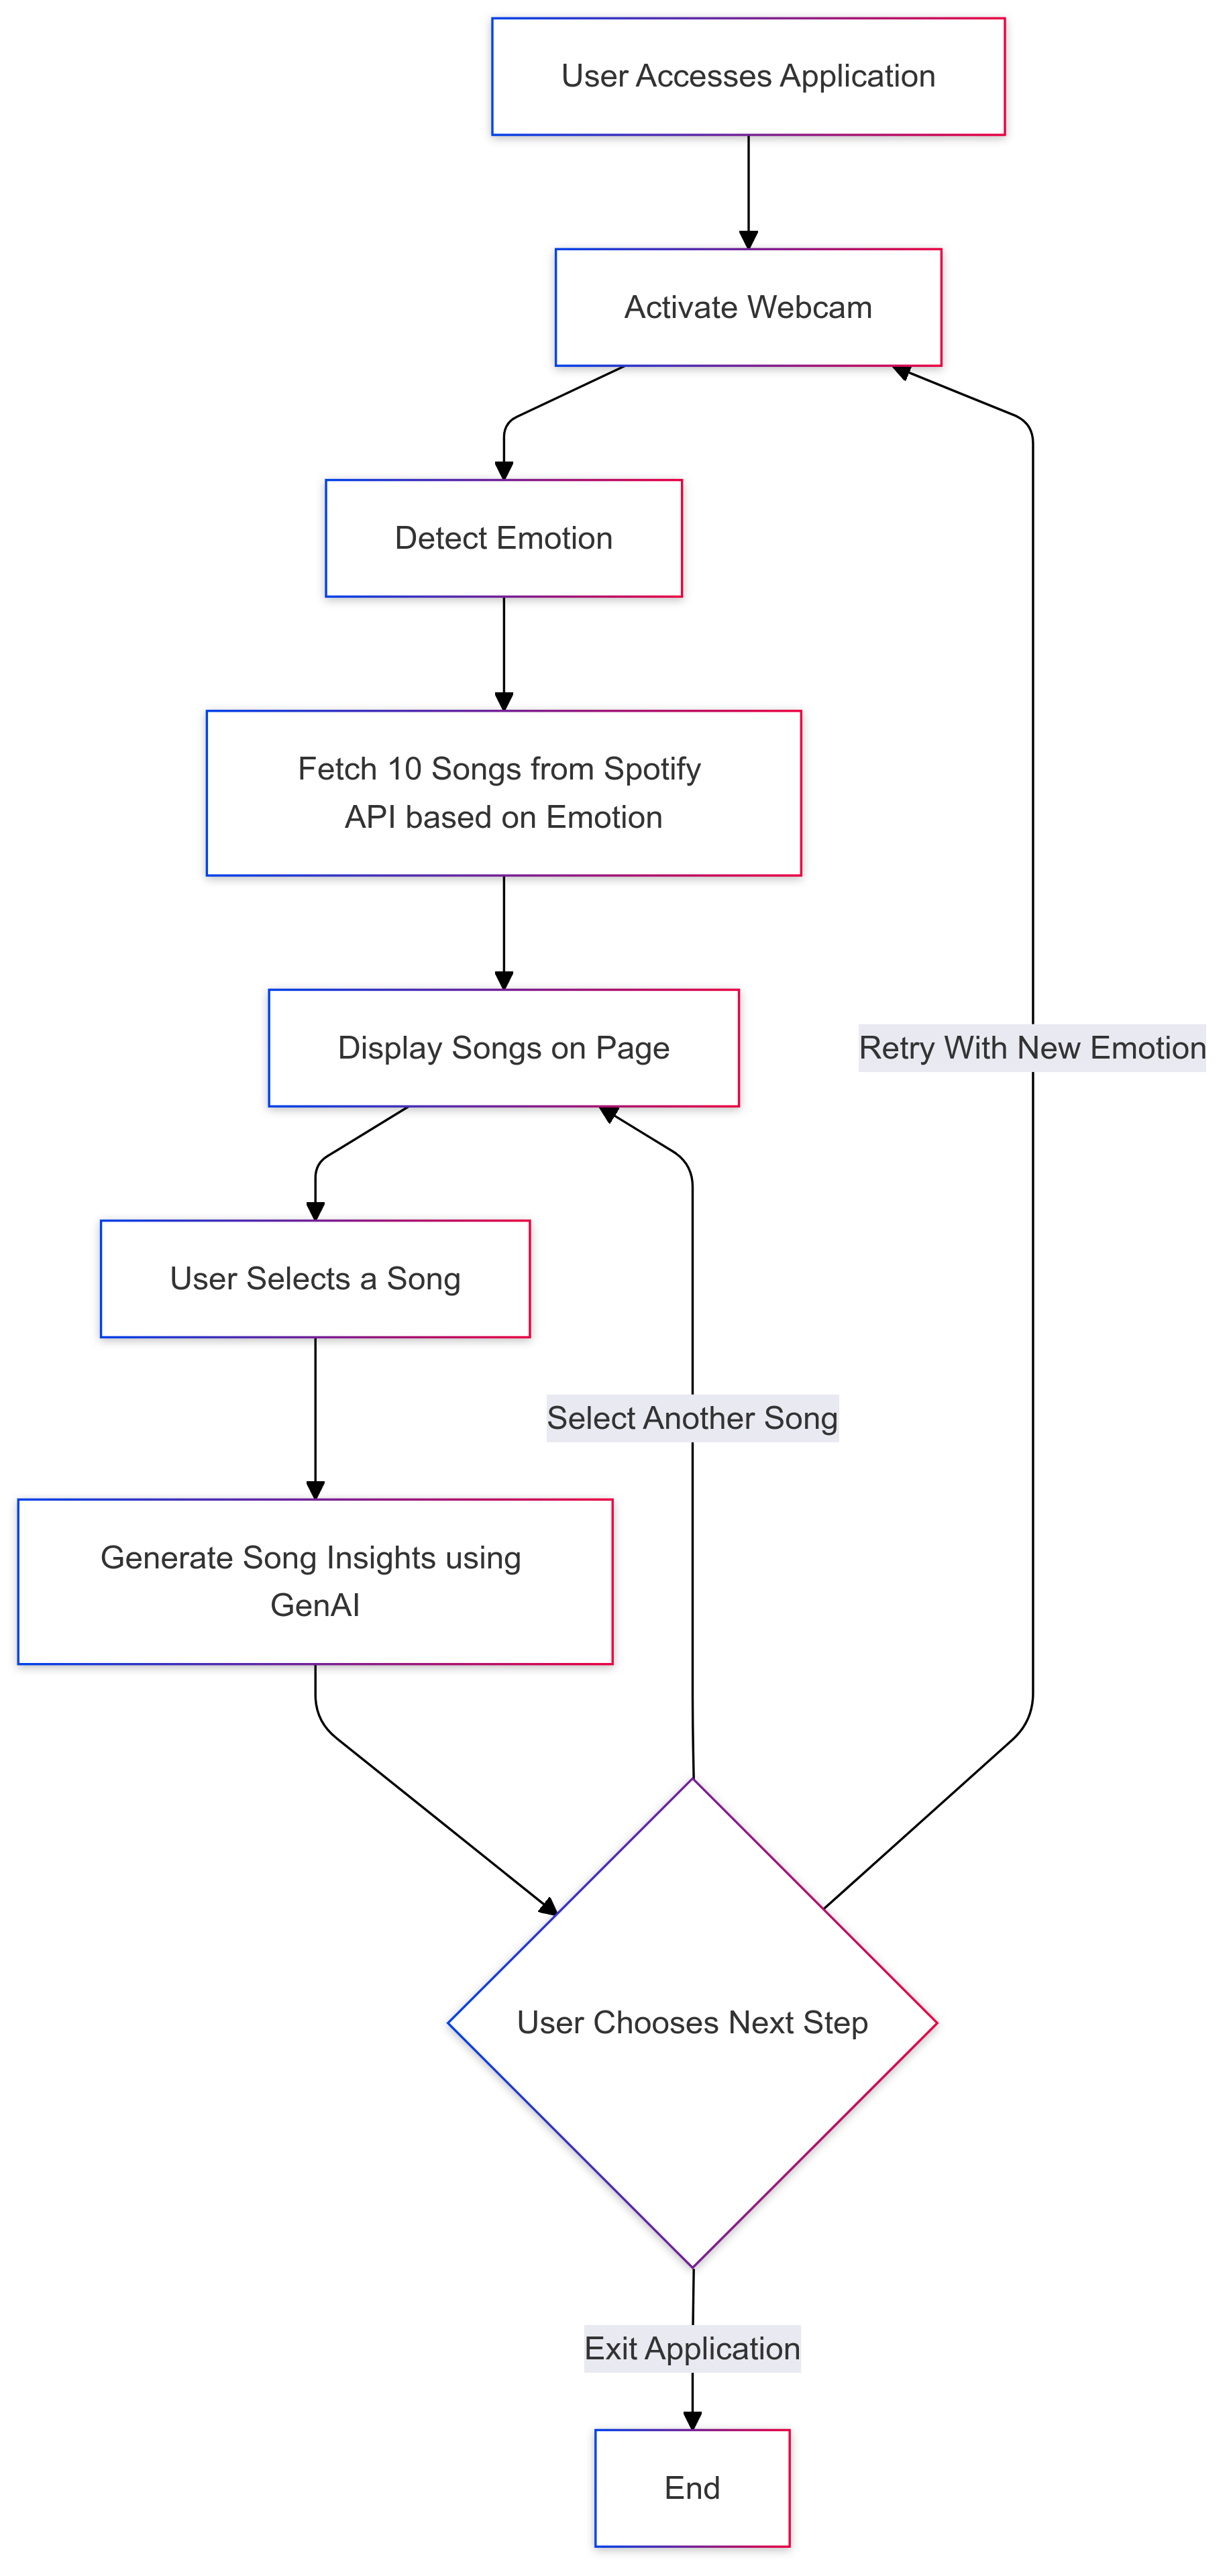 User Accesses Application
Activate Webcam
Detect Emotion
Fetch 10 Songs from Spotify
API based on Emotion
Display Songs on Page
Retry With New Emotion
User Selects a Song
Select Another Song
Generate Song Insights using
GenAI
User Chooses Next Step
Exit Application
End